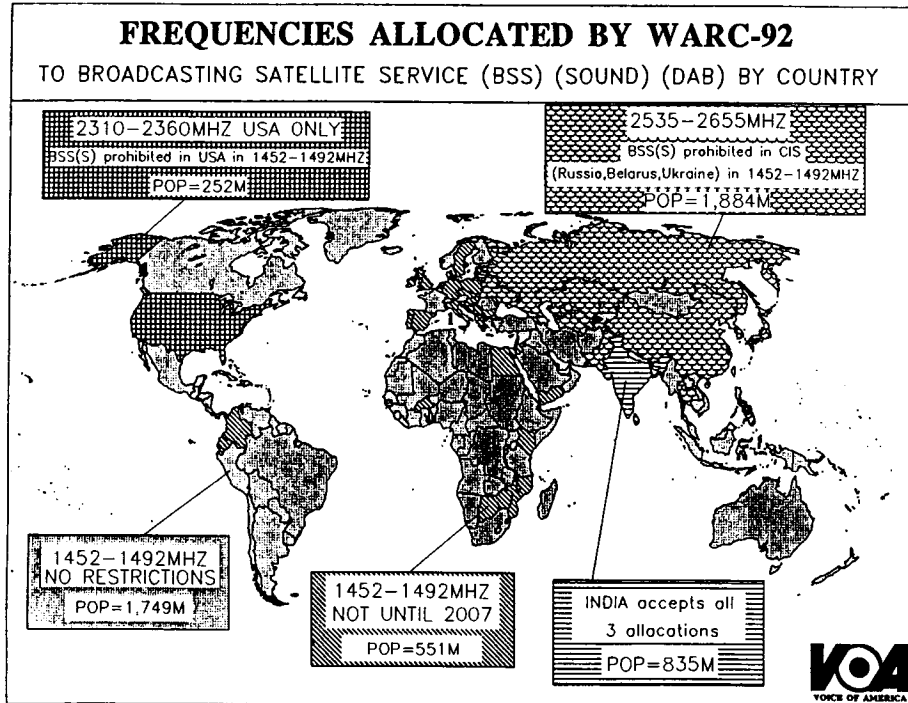 FREQUENCIES ALLOCATED BY WARC-92
TO BROADCASTING SATELLITE SERVICE (BSS) (SOUND) (DAB) BY COUNTRY
2310-2360MHZ USA ONLY
BSS(S) prohibited in USA in 1452-1492MHZ
POP=252M
2535-2655MHZ
BSS(S) prohibited in CIS
(Russia,Belarus,Ukraine) in 1452-1492MHZ
POP=1,884M
1452-1492MHZ
NO RESTRICTIONS
POP=1,749M
1452-1492MHZ
NOT UNTIL 2007
POP=551M
INDIA accepts all
3 allocations
POP=835M
VOA
VOICE OF AMERICA